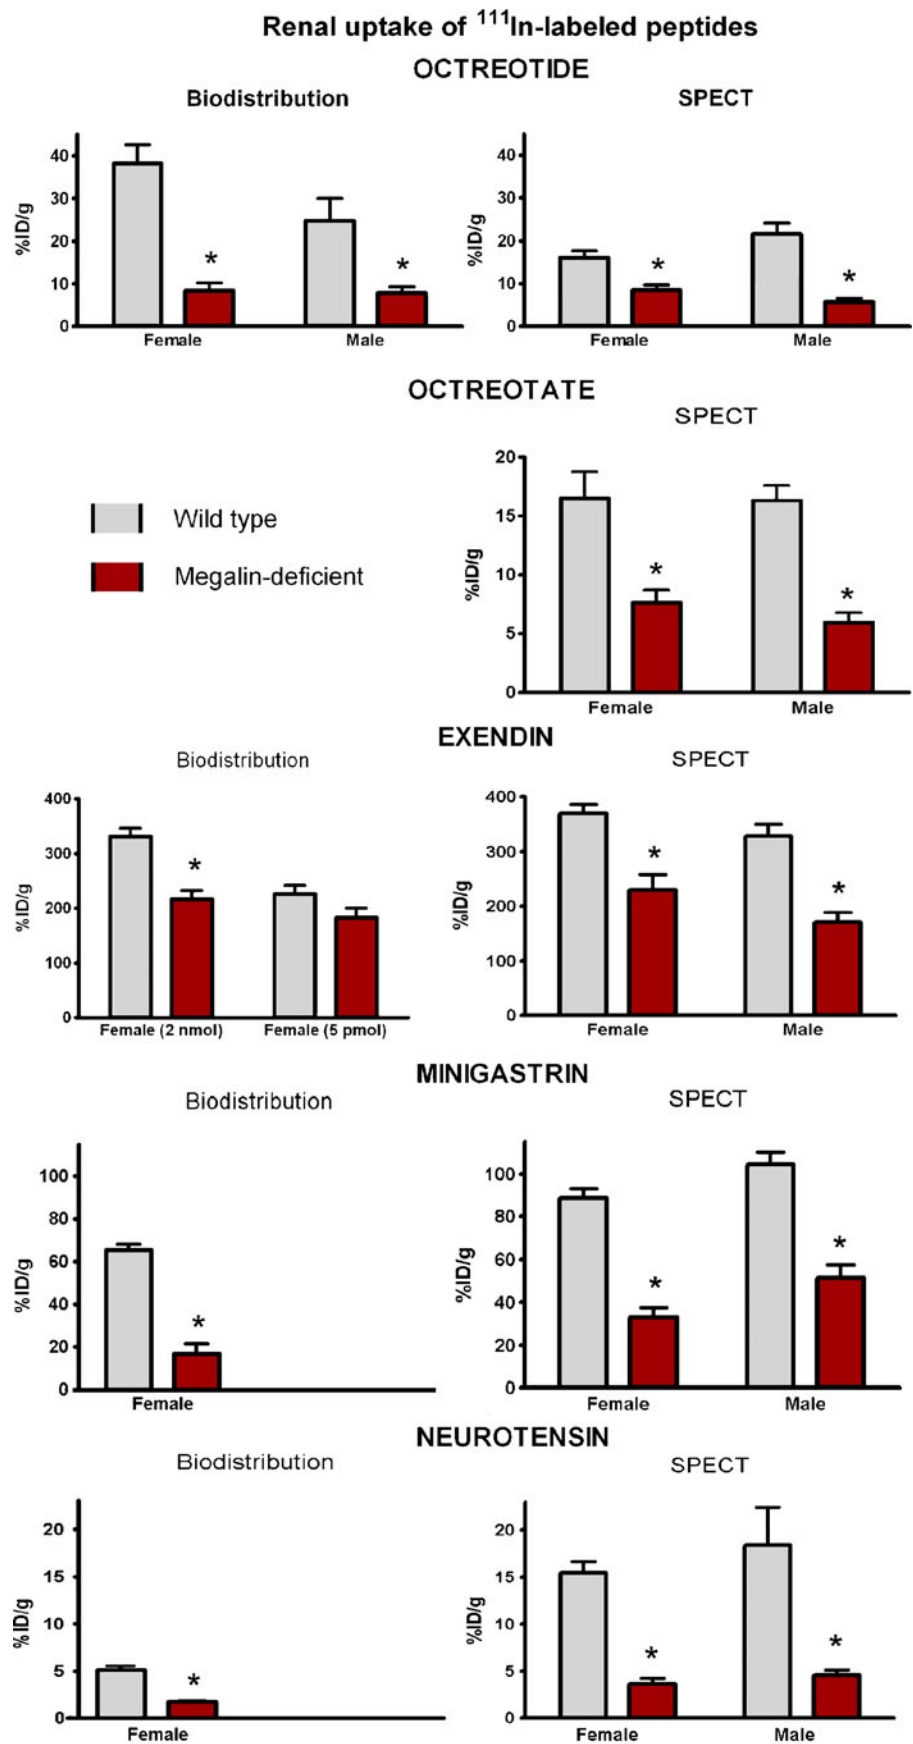 Renal uptake of ¹¹¹In-labeled peptides
OCTREOTIDE
Biodistribution
SPECT
%ID/g
40
30
20
10
0
*
*
Female
Male
%ID/g
40
30
20
10
0
*
*
Female
Male
OCTREOTATE
SPECT
Wild type
Megalin-deficient
%ID/g
20
15
10
5
0
*
*
Female
Male
EXENDIN
Biodistribution
SPECT
%ID/g
400
300
200
100
0
*
Female (2 nmol)
Female (5 pmol)
%ID/g
400
300
200
100
0
*
*
Female
Male
MINIGASTRIN
Biodistribution
SPECT
%ID/g
100
80
60
40
20
0
*
Female
%ID/g
100
80
60
40
20
0
*
*
Female
Male
NEUROTENSIN
Biodistribution
SPECT
%ID/g
20
15
10
5
0
*
Female
%ID/g
20
15
10
5
0
*
*
Female
Male